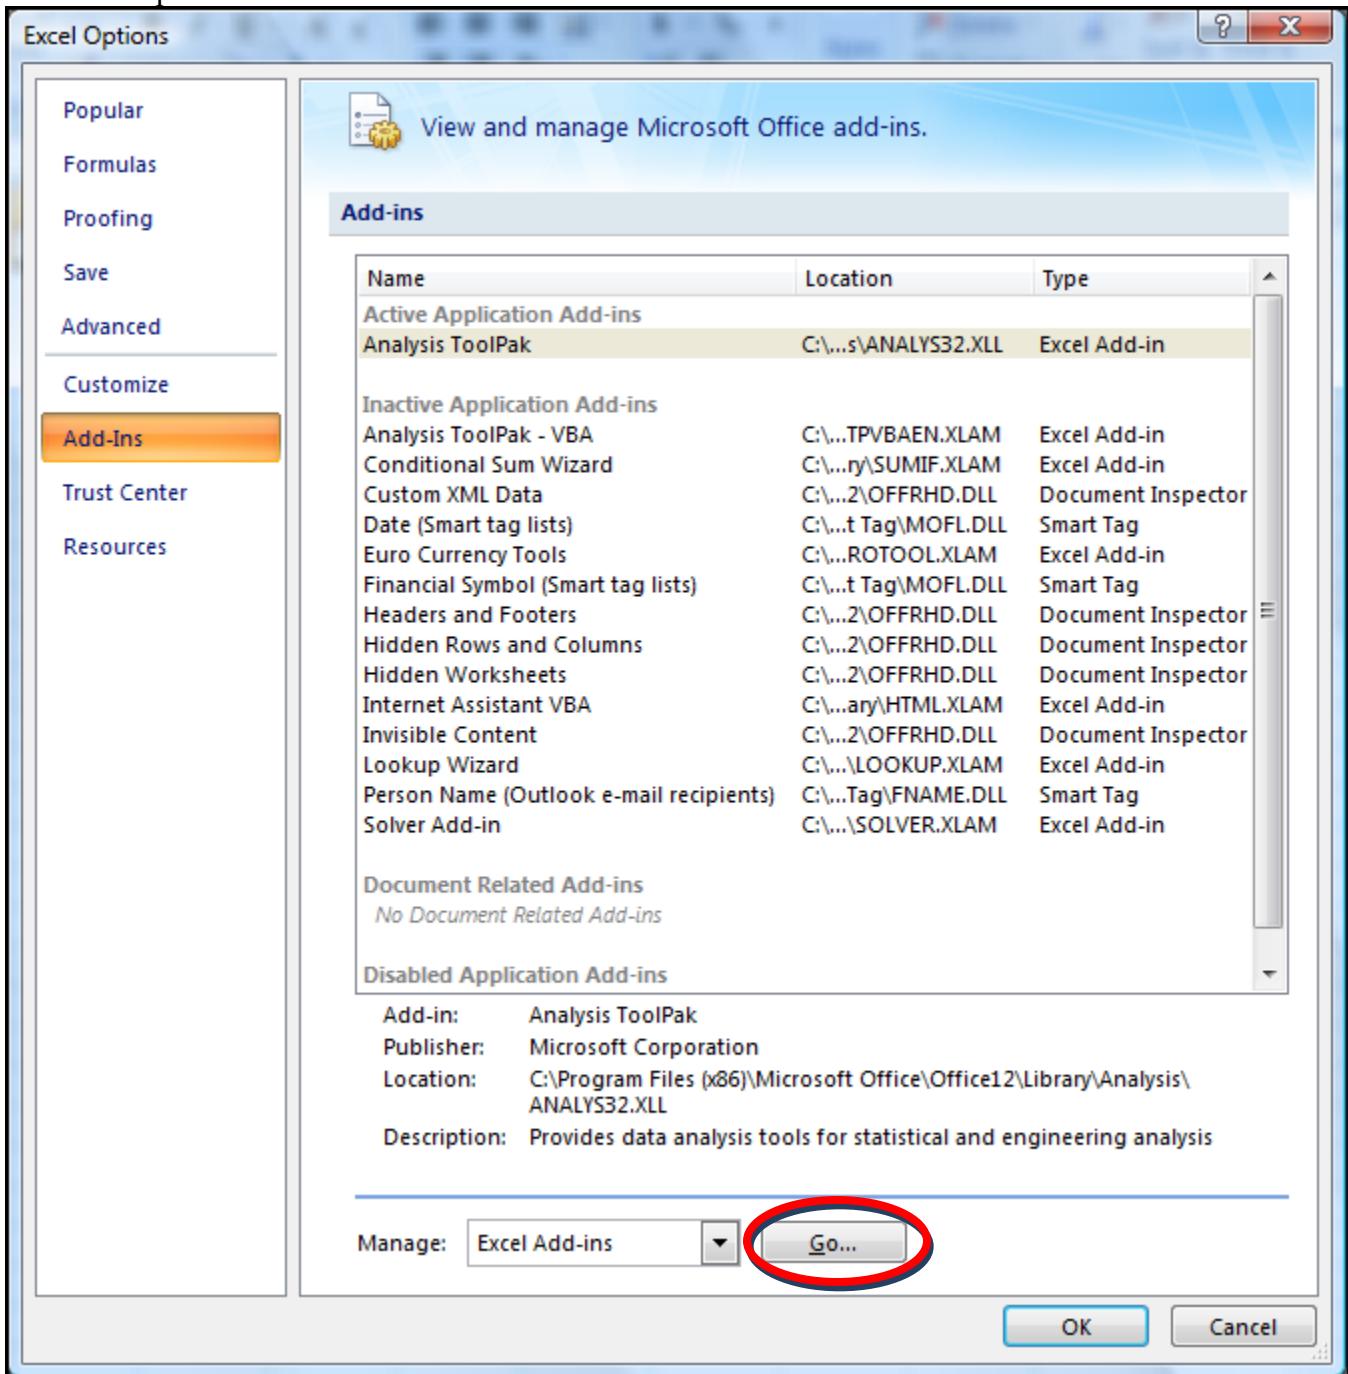 Excel Options
Popular
Formulas
Proofing
Save
Advanced
Customize
Add-Ins
Trust Center
Resources
View and manage Microsoft Office add-ins.
Add-ins
Name Location Type
Active Application Add-ins
Analysis ToolPak C:\...s\ANALYS32.XLL Excel Add-in
Inactive Application Add-ins
Analysis ToolPak - VBA C:\...TPVBAEN.XLAM Excel Add-in
Conditional Sum Wizard C:\...ry\SUMIF.XLAM Excel Add-in
Custom XML Data C:\...2\OFFRHD.DLL Document Inspector
Date (Smart tag lists) C:\...t Tag\MOFL.DLL Smart Tag
Euro Currency Tools C:\...ROTOOL.XLAM Excel Add-in
Financial Symbol (Smart tag lists) C:\...t Tag\MOFL.DLL Smart Tag
Headers and Footers C:\...2\OFFRHD.DLL Document Inspector
Hidden Rows and Columns C:\...2\OFFRHD.DLL Document Inspector
Hidden Worksheets C:\...2\OFFRHD.DLL Document Inspector
Internet Assistant VBA C:\...ary\HTML.XLAM Excel Add-in
Invisible Content C:\...2\OFFRHD.DLL Document Inspector
Lookup Wizard C:\...\LOOKUP.XLAM Excel Add-in
Person Name (Outlook e-mail recipients) C:\...Tag\FNAME.DLL Smart Tag
Solver Add-in C:\...\SOLVER.XLAM Excel Add-in
Document Related Add-ins
No Document Related Add-ins
Disabled Application Add-ins
Add-in: Analysis ToolPak
Publisher: Microsoft Corporation
Location: C:\Program Files (x86)\Microsoft Office\Office12\Library\Analysis\
ANALYS32.XLL
Description: Provides data analysis tools for statistical and engineering analysis
Manage: Excel Add-ins Go...
OK Cancel